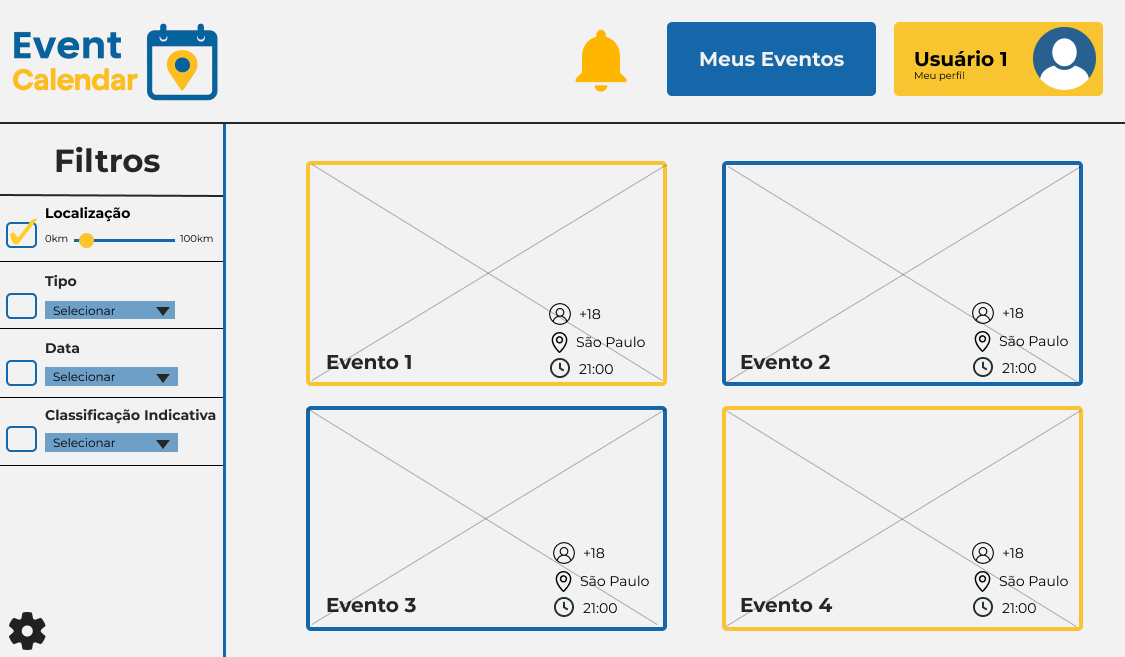 Event
Calendar
Meus Eventos
Usuário 1
Meu perfil
Filtros
Localização
0km 100km
Tipo
Selecionar
Data
Selecionar
Classificação Indicativa
Selecionar
+18
São Paulo
21:00
Evento 1
+18
São Paulo
21:00
Evento 2
+18
São Paulo
21:00
Evento 3
+18
São Paulo
21:00
Evento 4